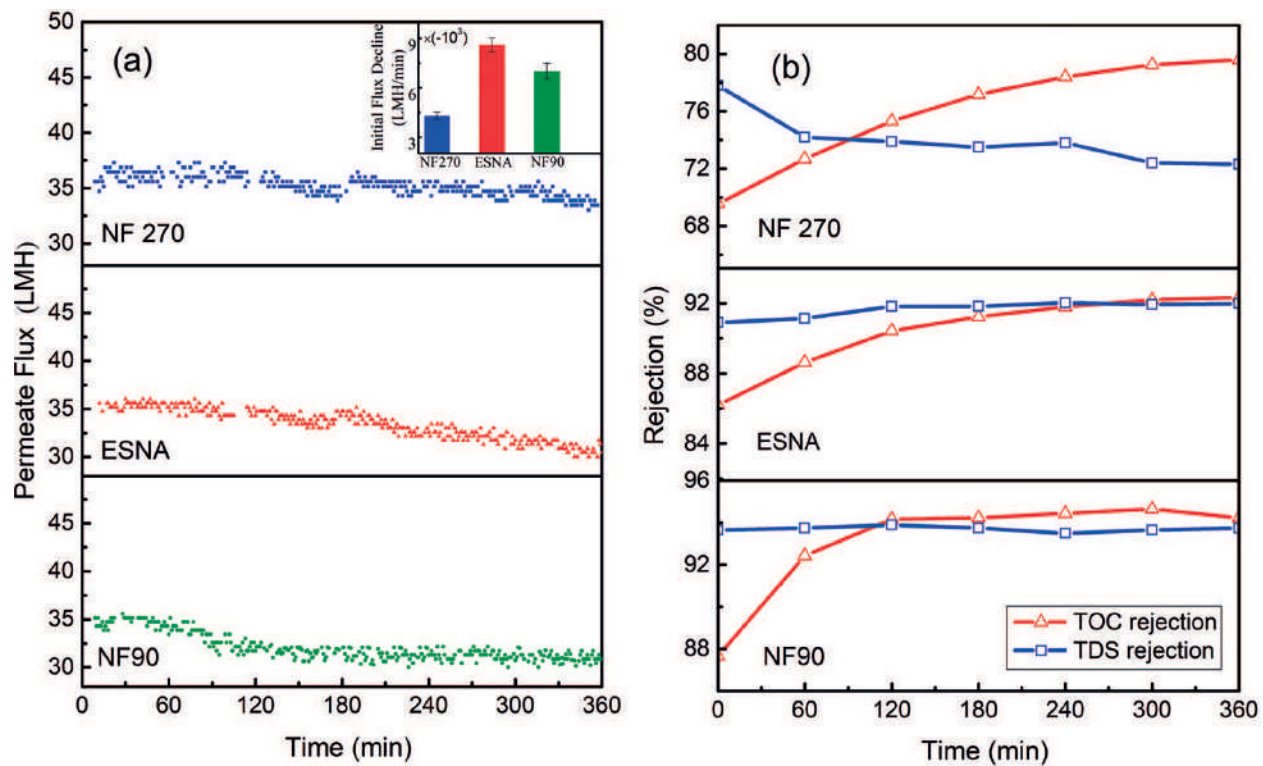 (a)
Permeate Flux (LMH)
50
45
40
35
30
NF 270
×(-10³)
Initial Flux Decline
(LMH/min)
9
6
3
NF270 ESNA NF90
45
40
35
30
ESNA
45
40
35
30
NF90
0 60 120 180 240 300 360
Time (min)
(b)
Rejection (%)
80
76
72
68
NF 270
92
88
84
ESNA
96
92
88
NF90
TOC rejection
TDS rejection
0 60 120 180 240 300 360
Time (min)